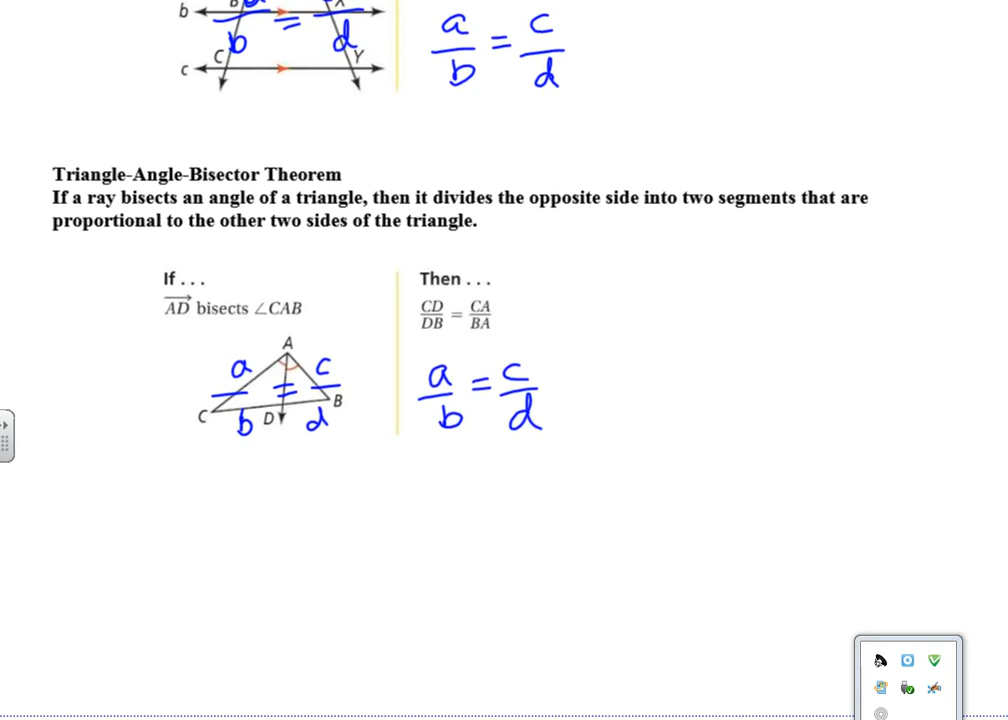 b
b = d
C Y
c
a/b = c/d
Triangle-Angle-Bisector Theorem
If a ray bisects an angle of a triangle, then it divides the opposite side into two segments that are
proportional to the other two sides of the triangle.
If . . . Then . . .
AD bisects ∠CAB CD/DB = CA/BA
A
a = c
C b D d B
a/b = c/d